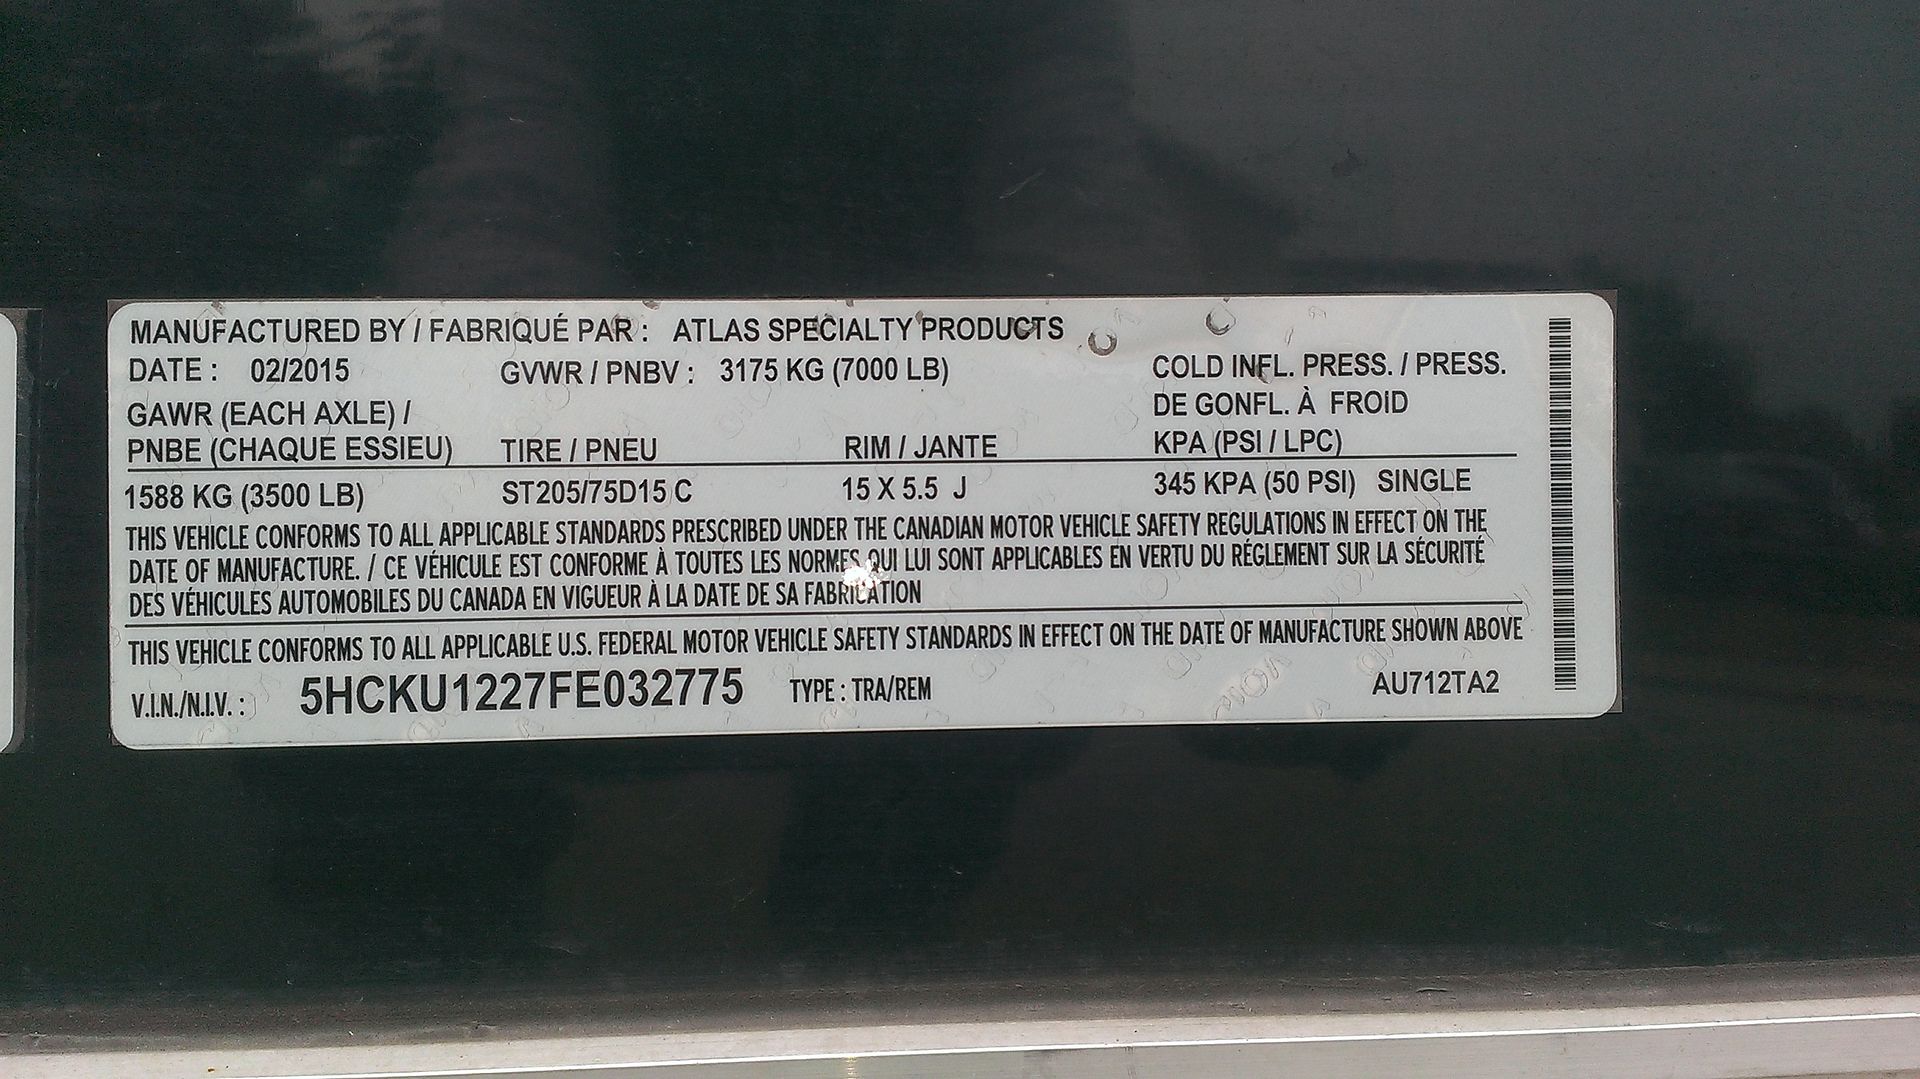 MANUFACTURED BY / FABRIQUÉ PAR : ATLAS SPECIALTY PRODUCTS
DATE : 02/2015 GVWR / PNBV : 3175 KG (7000 LB) COLD INFL. PRESS. / PRESS.
GAWR (EACH AXLE) / DE GONFL. À FROID
PNBE (CHAQUE ESSIEU) TIRE / PNEU RIM / JANTE KPA (PSI / LPC)
1588 KG (3500 LB) ST205/75D15 C 15 X 5.5 J 345 KPA (50 PSI) SINGLE
THIS VEHICLE CONFORMS TO ALL APPLICABLE STANDARDS PRESCRIBED UNDER THE CANADIAN MOTOR VEHICLE SAFETY REGULATIONS IN EFFECT ON THE
DATE OF MANUFACTURE. / CE VÉHICULE EST CONFORME À TOUTES LES NORMES QUI LUI SONT APPLICABLES EN VERTU DU RÉGLEMENT SUR LA SÉCURITÉ
DES VÉHICULES AUTOMOBILES DU CANADA EN VIGUEUR À LA DATE DE SA FABRICATION
THIS VEHICLE CONFORMS TO ALL APPLICABLE U.S. FEDERAL MOTOR VEHICLE SAFETY STANDARDS IN EFFECT ON THE DATE OF MANUFACTURE SHOWN ABOVE
V.I.N./N.I.V. : 5HCKU1227FE032775 TYPE : TRA/REM AU712TA2